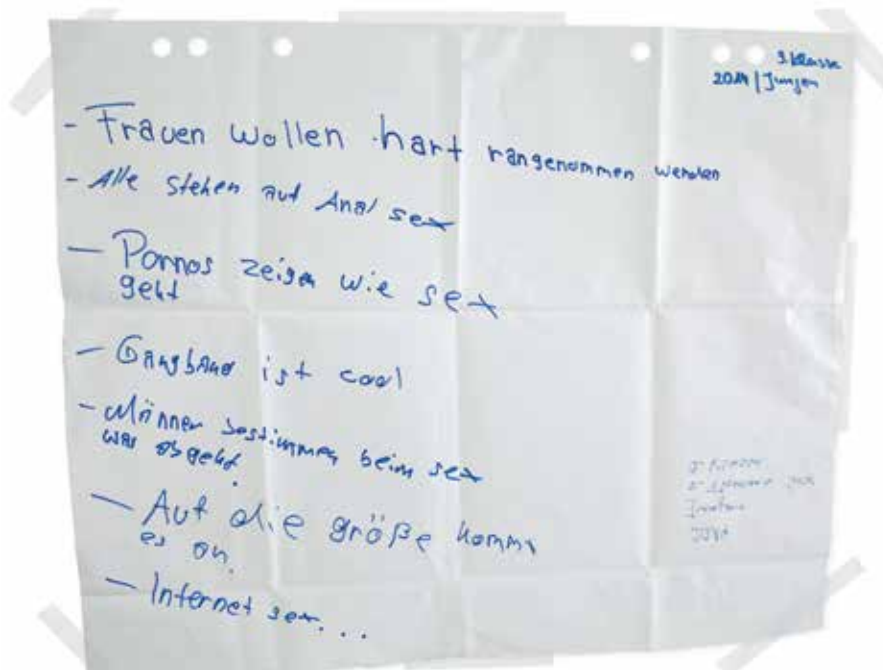 9. Klasse
2014 | Jungen
- Frauen wollen hart rangenommen werden
- Alle stehen auf Anal sex
- Pornos zeigen wie sex
geht
- Gangbang ist cool
- Männer bestimmen beim sex
was abgeht.
- Auf die größe kommt
es an.
- Internet sex...